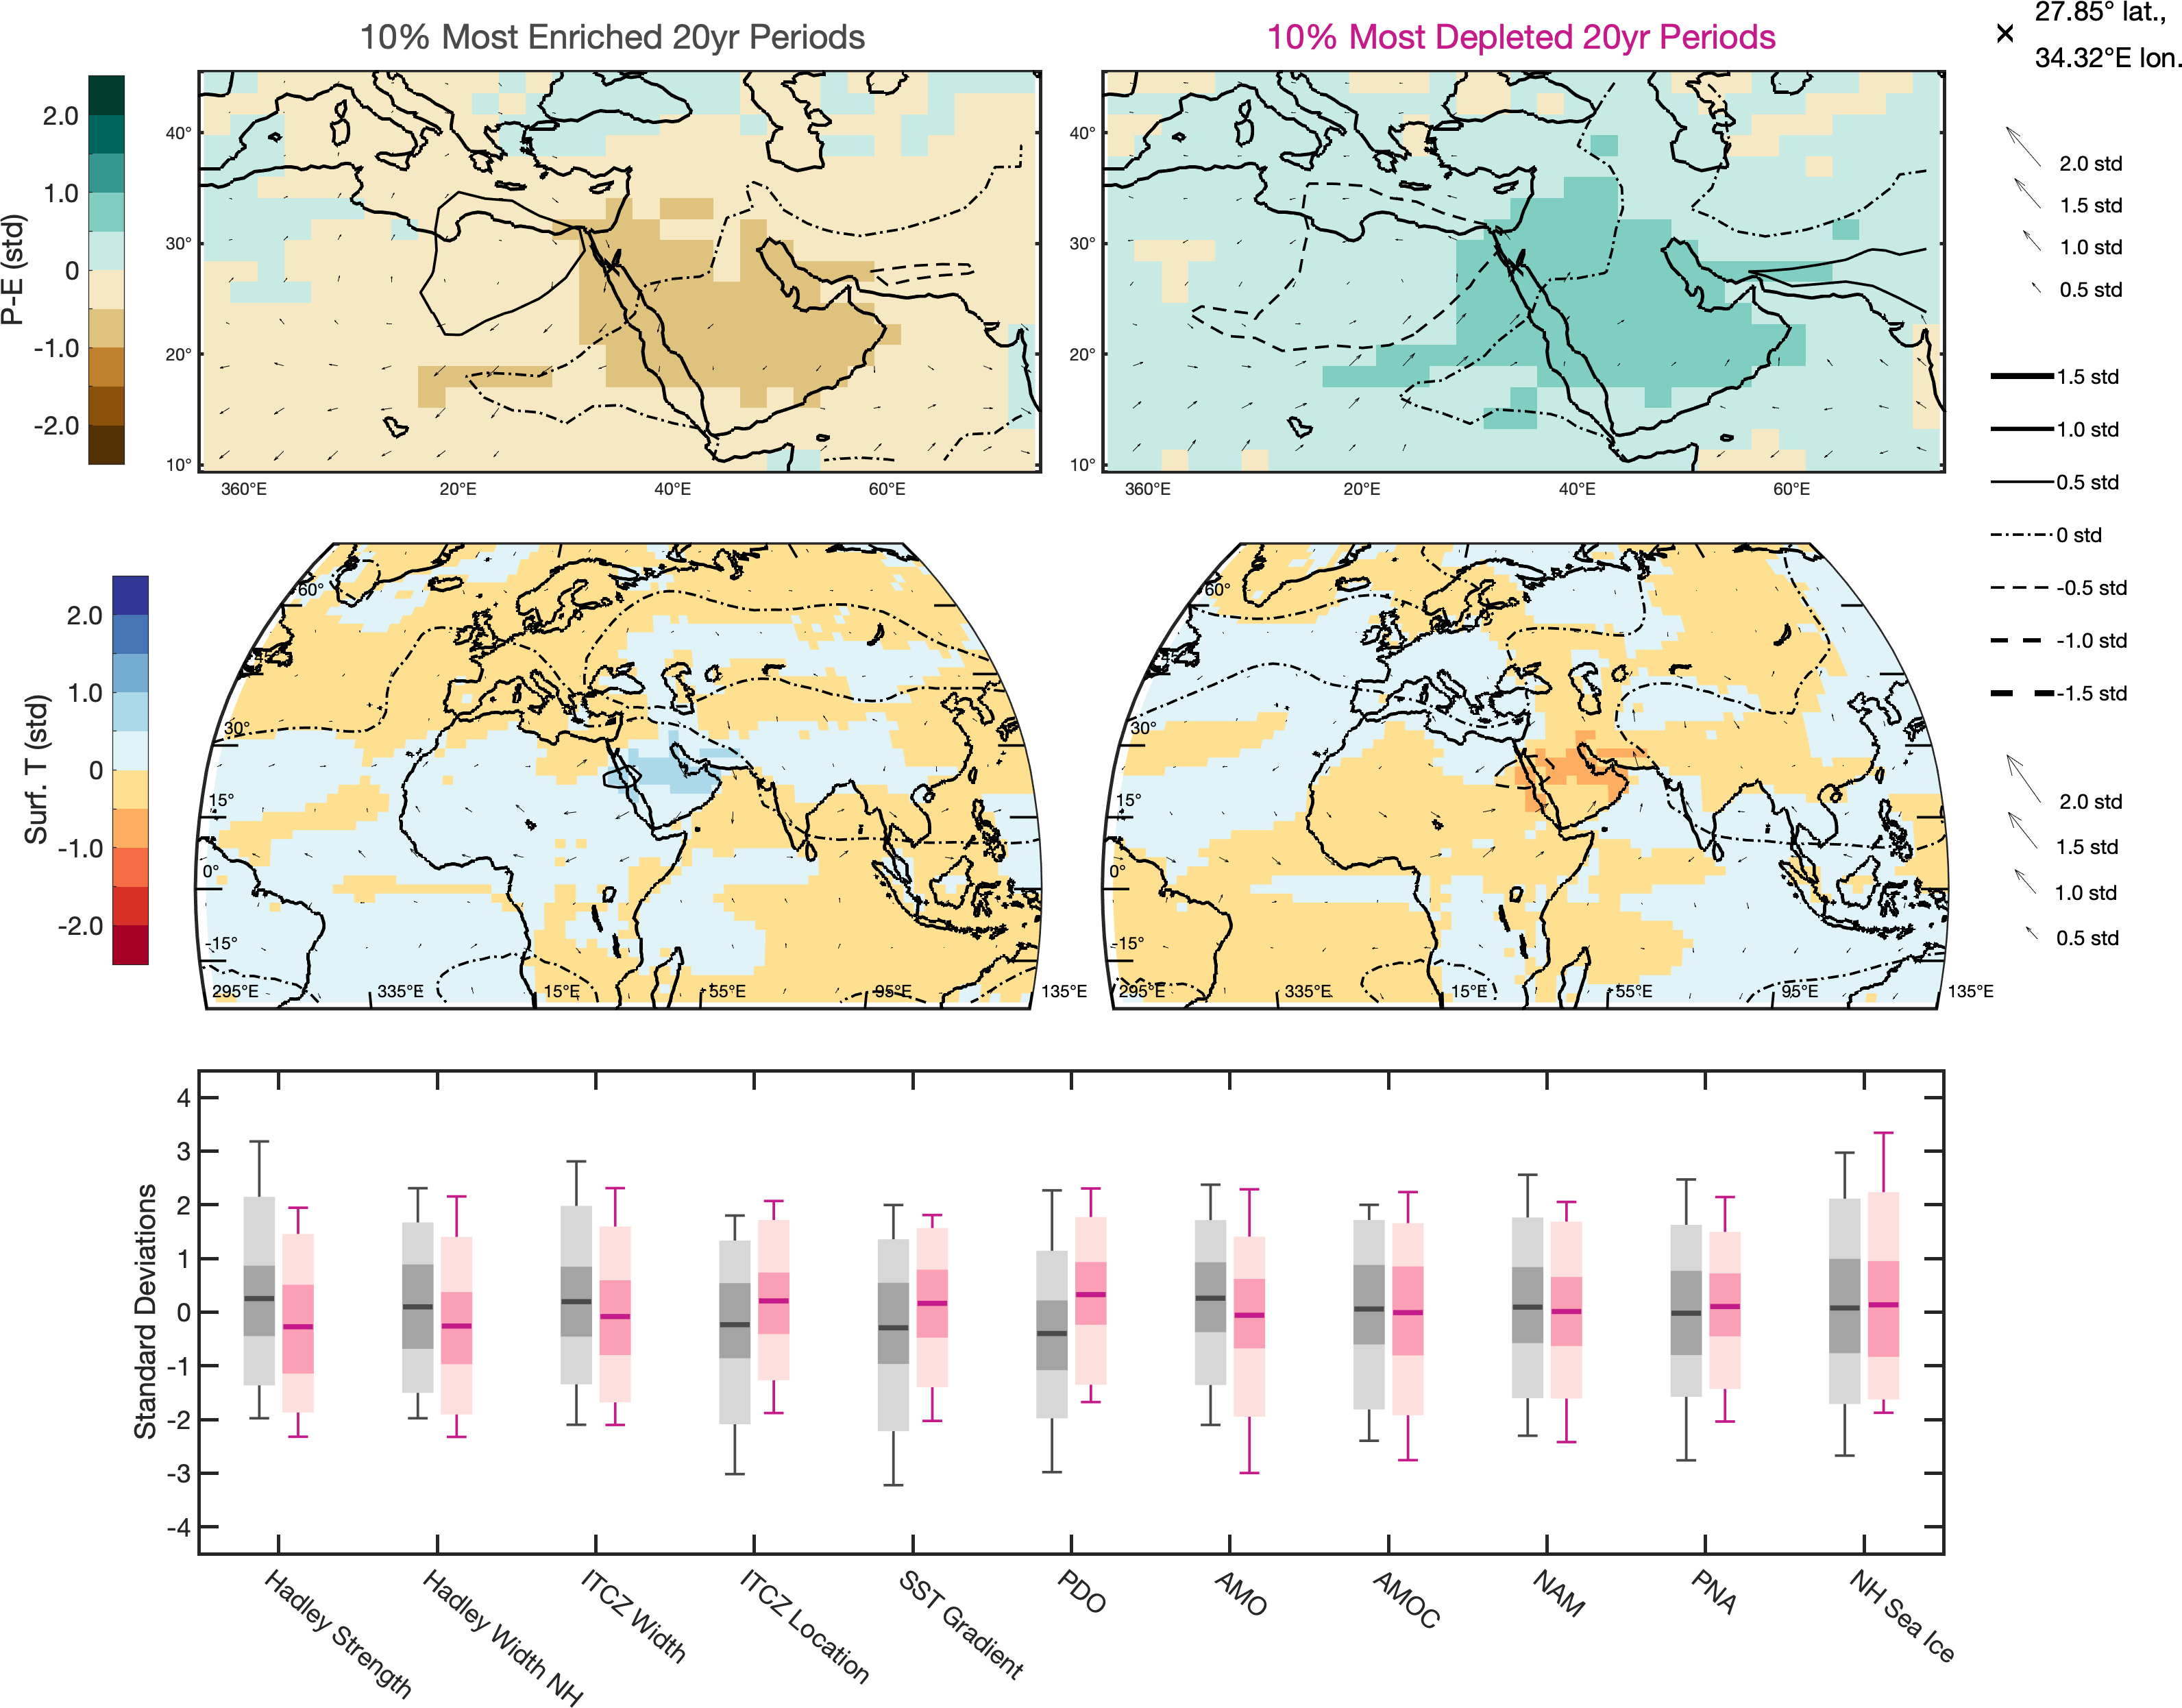 10% Most Enriched 20yr Periods
10% Most Depleted 20yr Periods
27.85° lat.,
34.32°E lon.
P-E (std)
2.0
1.0
0
-1.0
-2.0
40°
30°
20°
10°
360°E
20°E
40°E
60°E
40°
30°
20°
10°
360°E
20°E
40°E
60°E
2.0 std
1.5 std
1.0 std
0.5 std
1.5 std
1.0 std
0.5 std
0 std
-0.5 std
-1.0 std
-1.5 std
Surf. T (std)
2.0
1.0
0
-1.0
-2.0
60°
30°
15°
0°
-15°
295°E
335°E
15°E
55°E
95°E
135°E
60°
30°
15°
0°
-15°
295°E
335°E
15°E
55°E
95°E
135°E
2.0 std
1.5 std
1.0 std
0.5 std
Standard Deviations
4
3
2
1
0
-1
-2
-3
-4
Hadley Strength
Hadley Width NH
ITCZ Width
ITCZ Location
SST Gradient
PDO
AMO
AMOC
NAM
PNA
NH Sea Ice